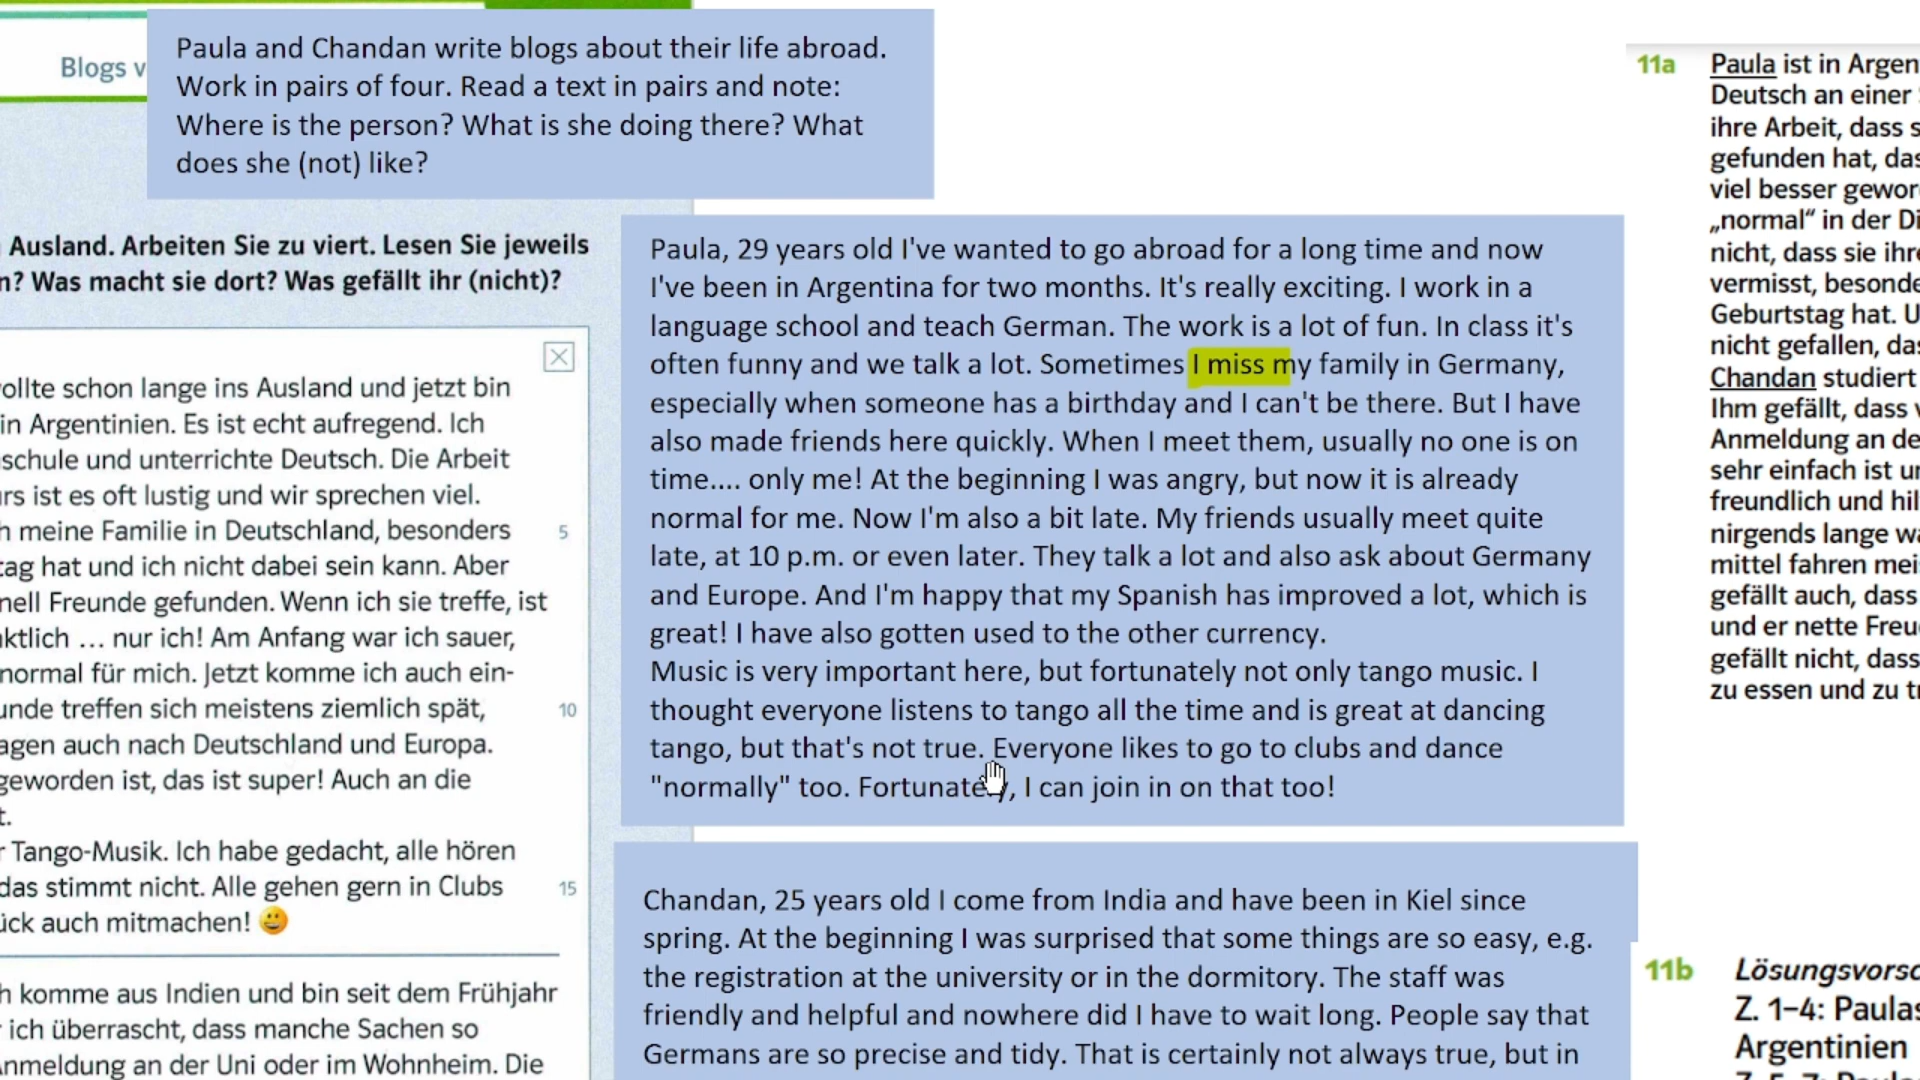 Blogs v
Paula and Chandan write blogs about their life abroad.
Work in pairs of four. Read a text in pairs and note:
Where is the person? What is she doing there? What
does she (not) like?
Ausland. Arbeiten Sie zu viert. Lesen Sie jeweils
n? Was macht sie dort? Was gefällt ihr (nicht)?
ollte schon lange ins Ausland und jetzt bin
in Argentinien. Es ist echt aufregend. Ich
schule und unterrichte Deutsch. Die Arbeit
rs ist es oft lustig und wir sprechen viel.
h meine Familie in Deutschland, besonders
5
tag hat und ich nicht dabei sein kann. Aber
nell Freunde gefunden. Wenn ich sie treffe, ist
ktlich … nur ich! Am Anfang war ich sauer,
normal für mich. Jetzt komme ich auch ein-
unde treffen sich meistens ziemlich spät,
10
agen auch nach Deutschland und Europa.
geworden ist, das ist super! Auch an die
t.
r Tango-Musik. Ich habe gedacht, alle hören
das stimmt nicht. Alle gehen gern in Clubs
15
ück auch mitmachen!
h komme aus Indien und bin seit dem Frühjahr
r ich überrascht, dass manche Sachen so
Anmeldung an der Uni oder im Wohnheim. Die
Paula, 29 years old I've wanted to go abroad for a long time and now
I've been in Argentina for two months. It's really exciting. I work in a
language school and teach German. The work is a lot of fun. In class it's
often funny and we talk a lot. Sometimes I miss my family in Germany,
especially when someone has a birthday and I can't be there. But I have
also made friends here quickly. When I meet them, usually no one is on
time.... only me! At the beginning I was angry, but now it is already
normal for me. Now I'm also a bit late. My friends usually meet quite
late, at 10 p.m. or even later. They talk a lot and also ask about Germany
and Europe. And I'm happy that my Spanish has improved a lot, which is
great! I have also gotten used to the other currency.
Music is very important here, but fortunately not only tango music. I
thought everyone listens to tango all the time and is great at dancing
tango, but that's not true. Everyone likes to go to clubs and dance
"normally" too. Fortunately, I can join in on that too!
Chandan, 25 years old I come from India and have been in Kiel since
spring. At the beginning I was surprised that some things are so easy, e.g.
the registration at the university or in the dormitory. The staff was
friendly and helpful and nowhere did I have to wait long. People say that
Germans are so precise and tidy. That is certainly not always true, but in
11a
Paula ist in Argen
Deutsch an einer
ihre Arbeit, dass s
gefunden hat, das
viel besser gewor
„normal“ in der Di
nicht, dass sie ihre
vermisst, besonde
Geburtstag hat. U
nicht gefallen, das
Chandan studiert
Ihm gefällt, dass v
Anmeldung an de
sehr einfach ist un
freundlich und hil
nirgends lange wa
mittel fahren mei
gefällt auch, dass
und er nette Freu
gefällt nicht, dass
zu essen und zu tr
11b
Lösungsvorsc
Z. 1–4: Paulas
Argentinien